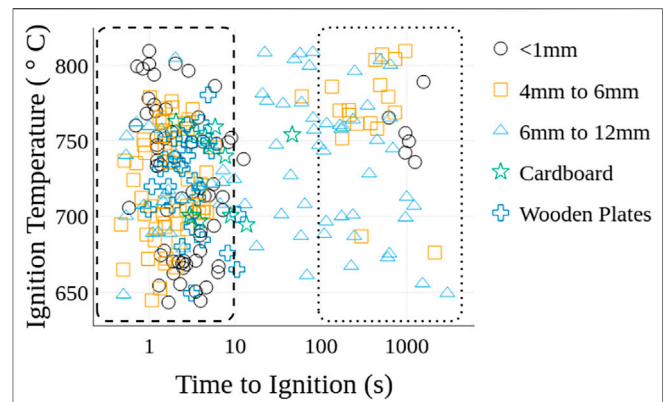 Ignition Temperature ( ° C)
800
750
700
650
1
10
100
1000
Time to Ignition (s)
<1mm
4mm to 6mm
6mm to 12mm
Cardboard
Wooden Plates